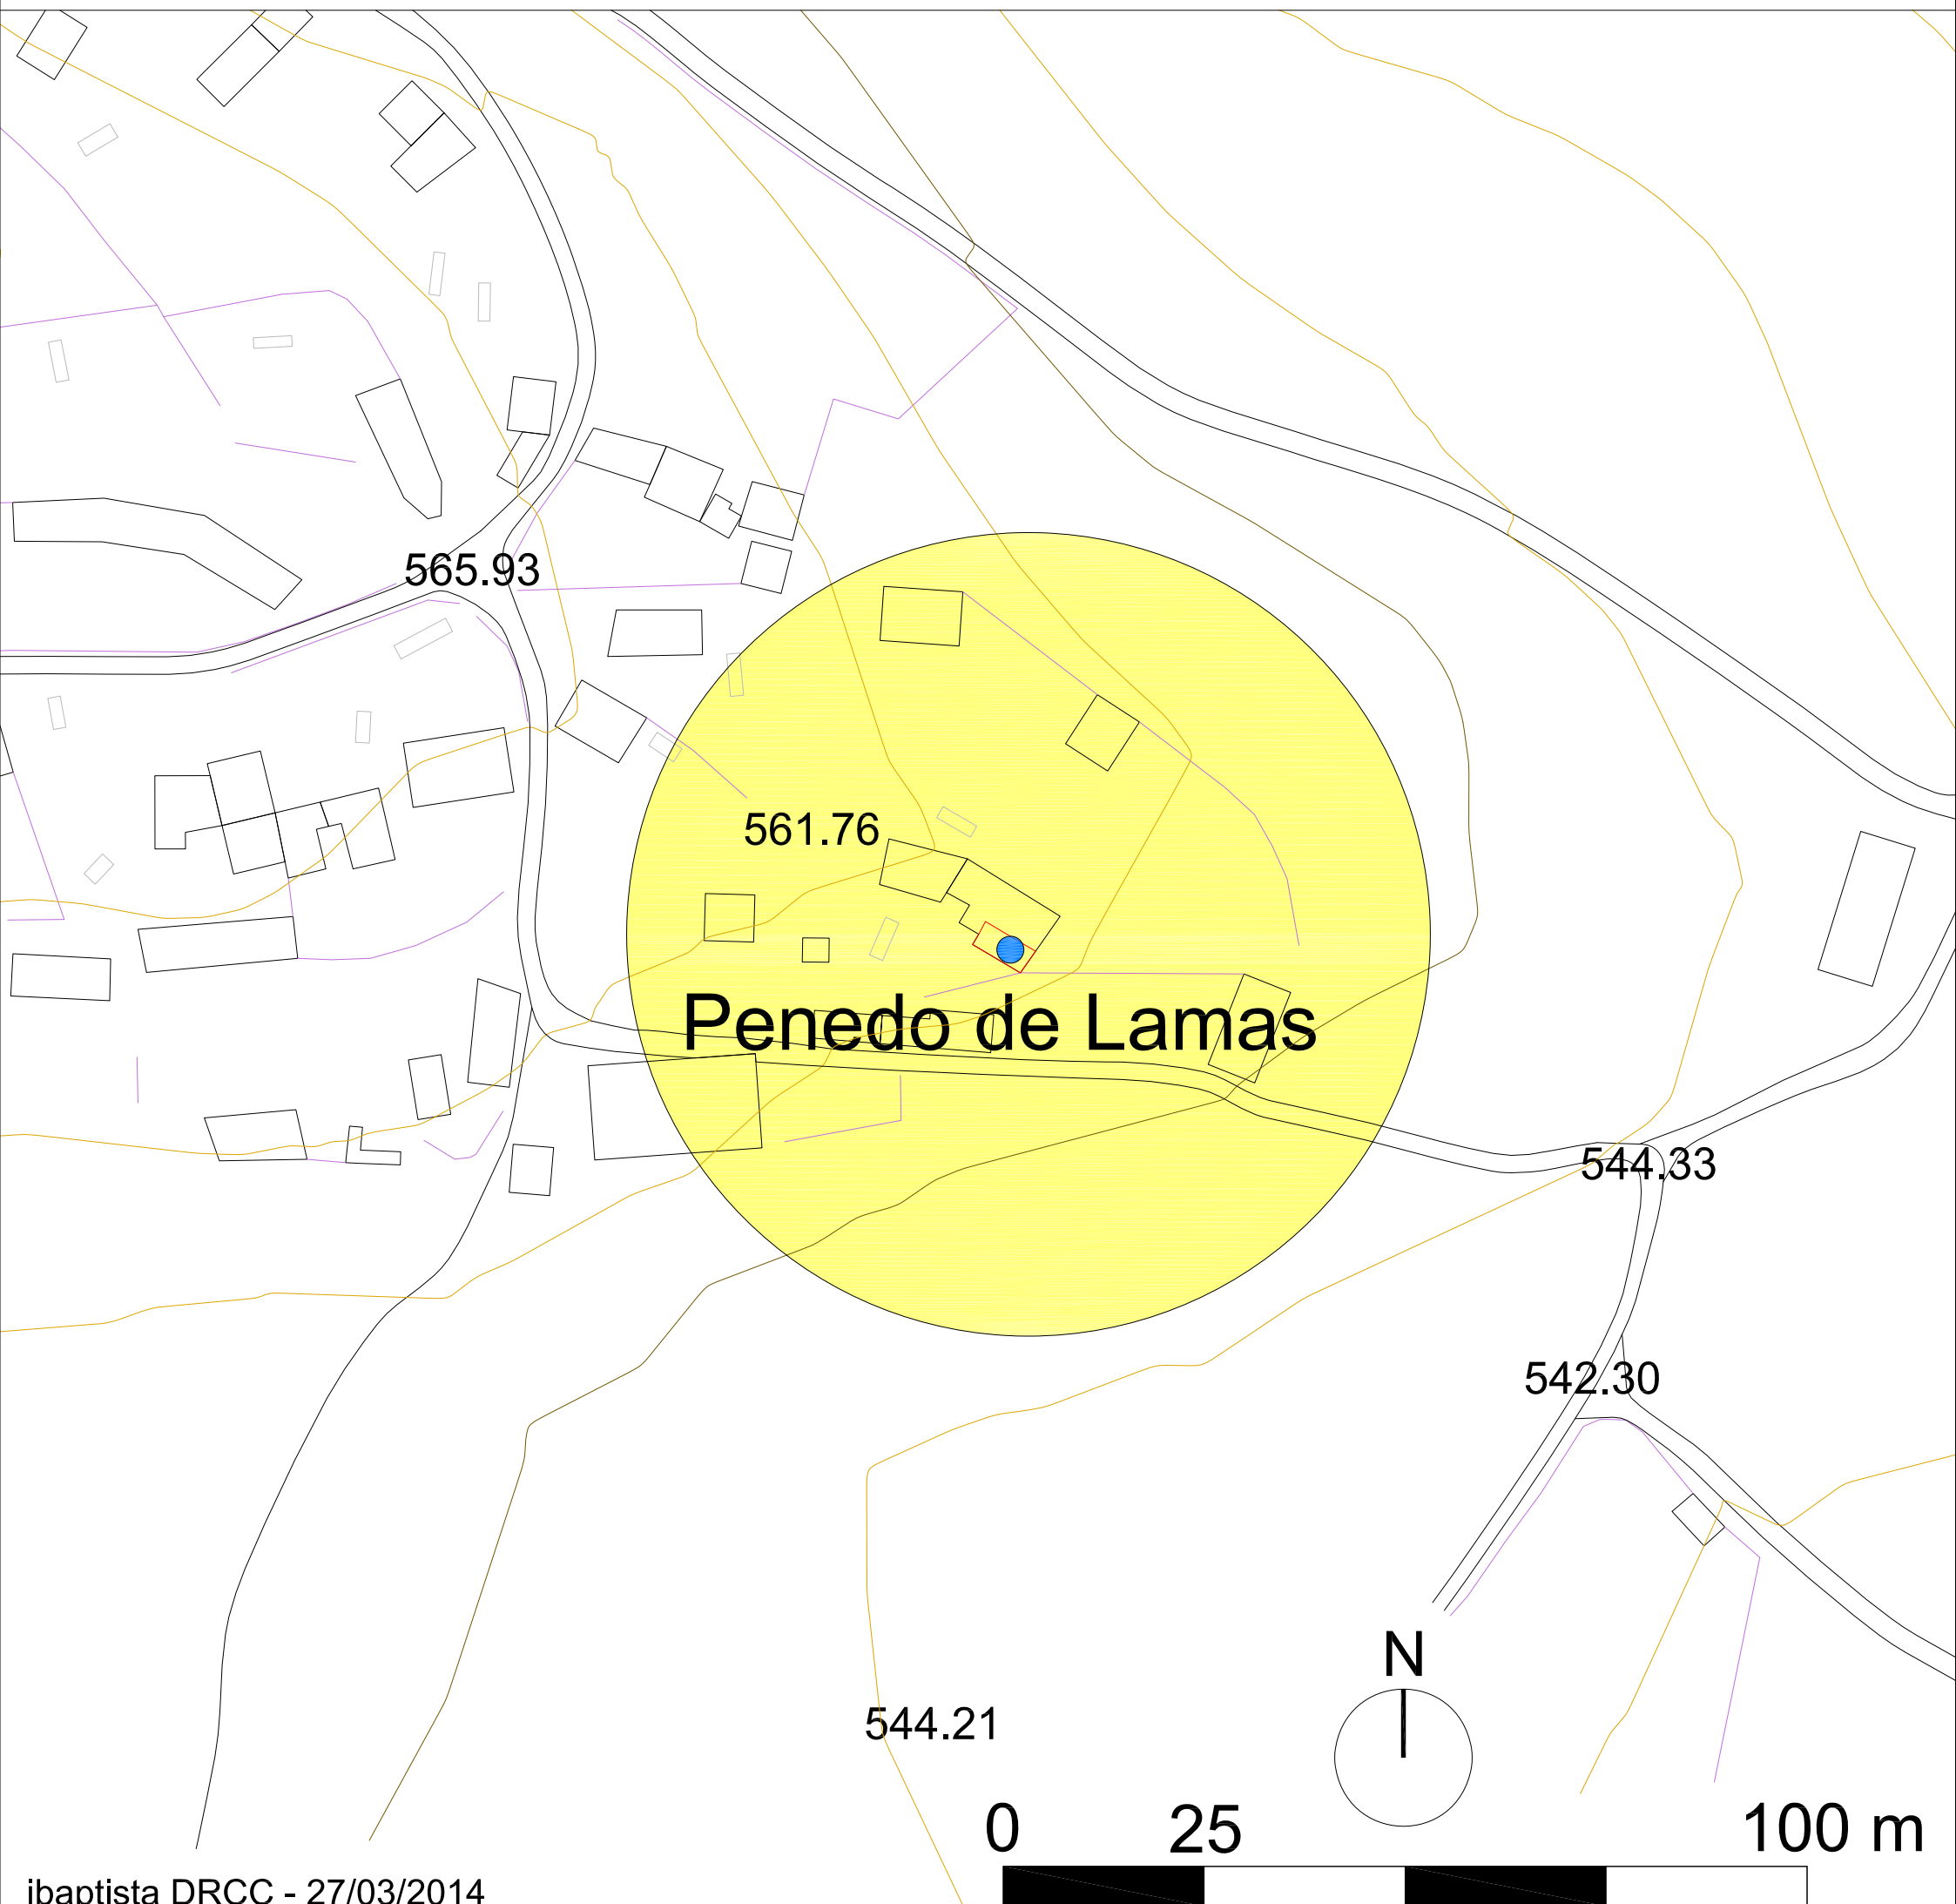 565.93
561.76
Penedo de Lamas
544.33
542.30
N
544.21
0 25 100 m
ibaptista DRCC - 27/03/2014